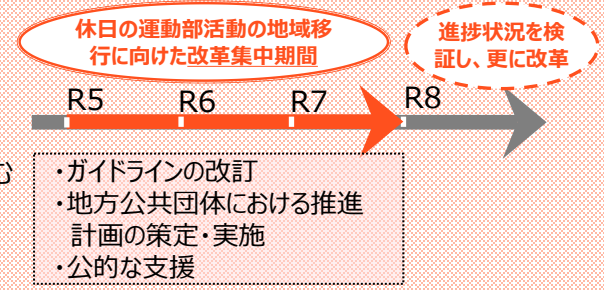 休日の運動部活動の地域移
行に向けた改革集中期間
進捗状況を検
証し、更に改革
R5 R6 R7 R8
む
・ガイドラインの改訂
・地方公共団体における推進
計画の策定・実施
・公的な支援